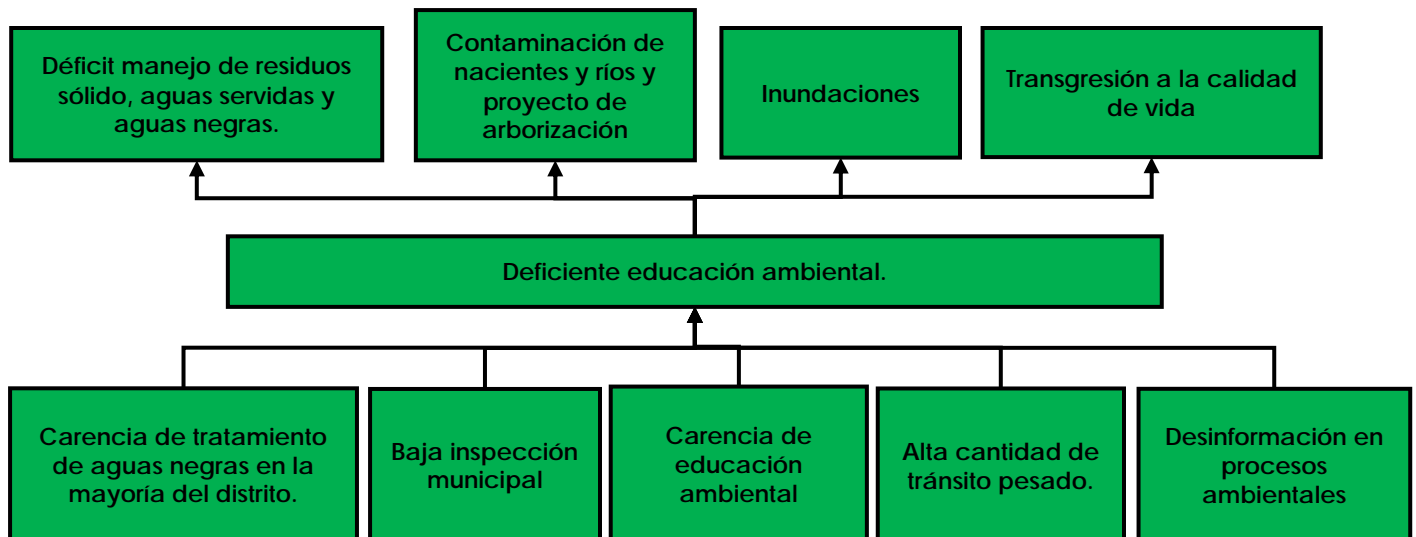 Déficit manejo de residuos
sólido, aguas servidas y
aguas negras.
Contaminación de
nacientes y ríos y
proyecto de
arborización
Inundaciones
Transgresión a la calidad
de vida
Deficiente educación ambiental.
Carencia de tratamiento
de aguas negras en la
mayoría del distrito.
Baja inspección
municipal
Carencia de
educación
ambiental
Alta cantidad de
tránsito pesado.
Desinformación en
procesos
ambientales